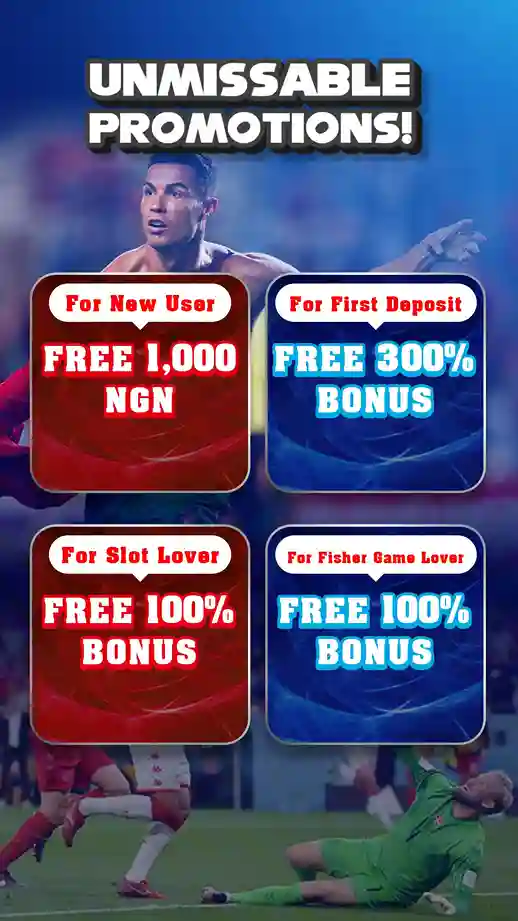 UNMISSABLE
PROMOTIONS!
For New User
FREE 1,000
NGN
For First Deposit
FREE 300%
BONUS
For Slot Lover
FREE 100%
BONUS
For Fisher Game Lover
FREE 100%
BONUS